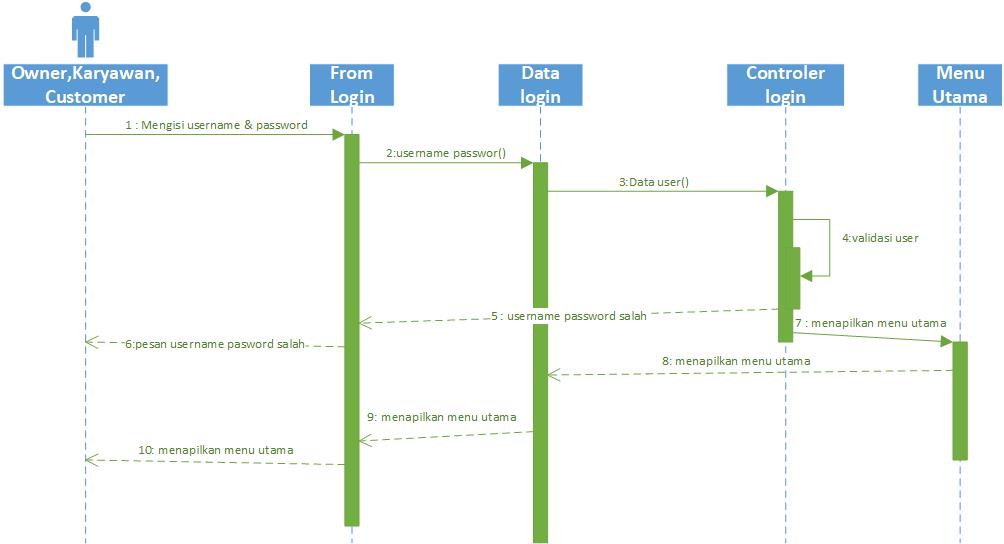 Owner,Karyawan,
Customer
From
Login
Data
login
Controler
login
Menu
Utama
1 : Mengisi username & password
2:username passwor()
3:Data user()
4:validasi user
5 : username password salah
6:pesan username pasword salah
7 : menapilkan menu utama
8: menapilkan menu utama
9: menapilkan menu utama
10: menapilkan menu utama